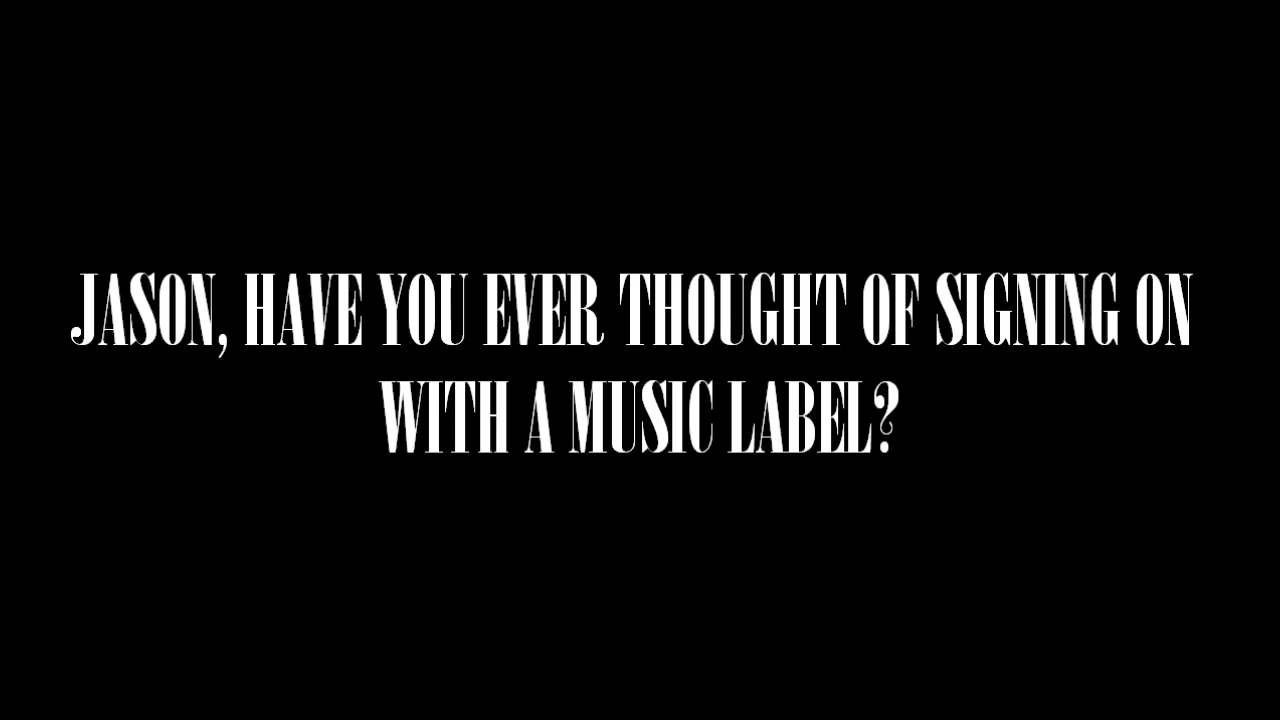 JASON, HAVE YOU EVER THOUGHT OF SIGNING ON
WITH A MUSIC LABEL?